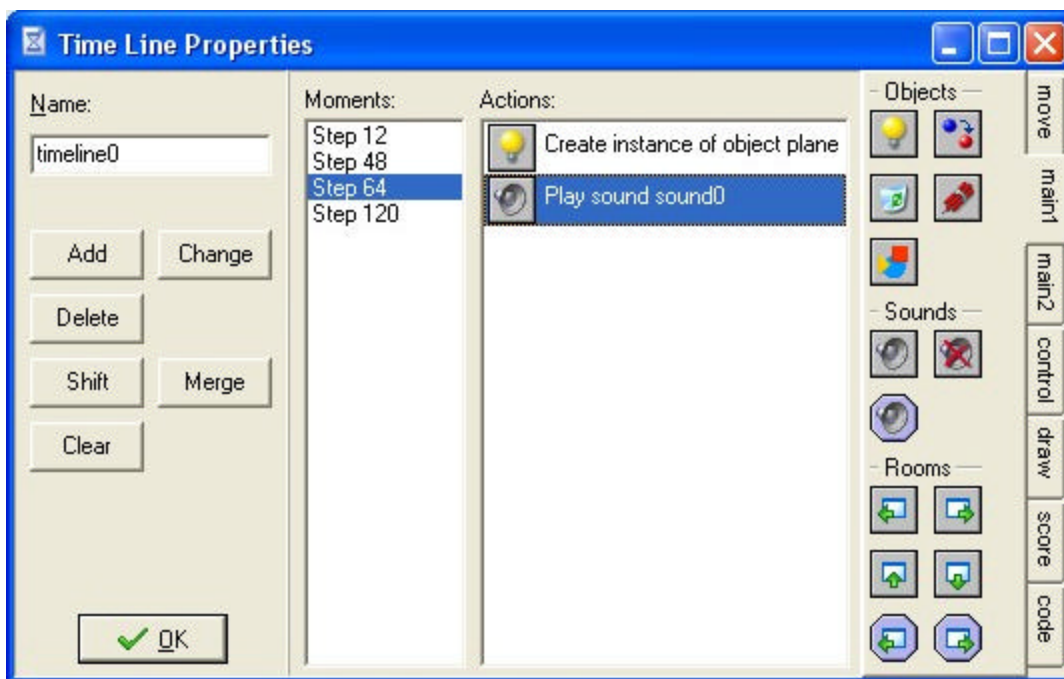 Time Line Properties
Name:
timeline0
Add
Change
Delete
Shift
Merge
Clear
OK
Moments:
Step 12
Step 48
Step 64
Step 120
Actions:
Create instance of object plane
Play sound sound0
Objects
Sounds
Rooms
move
main1
main2
control
draw
score
code